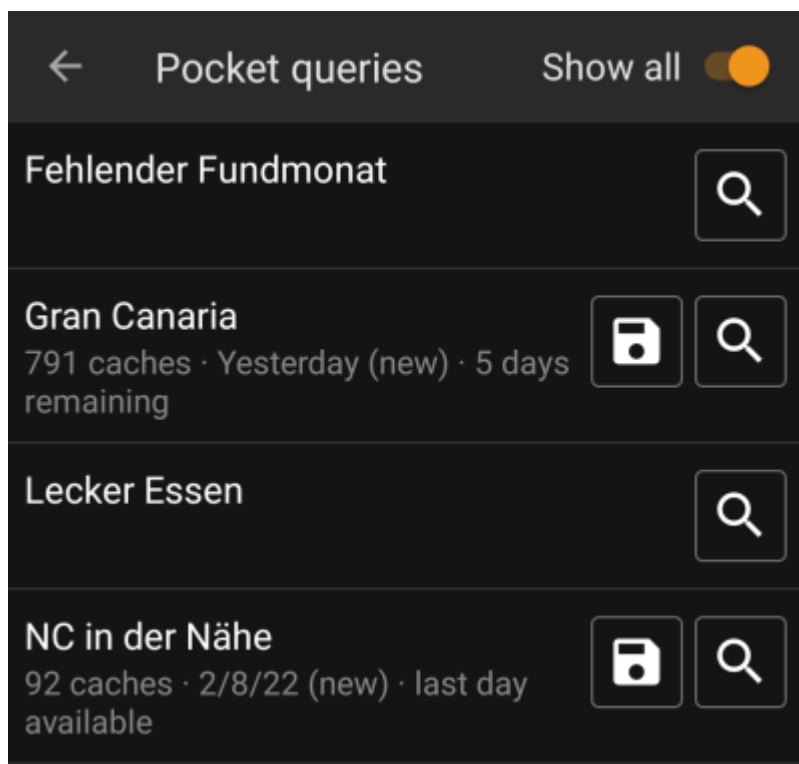 Pocket queries Show all
Fehlender Fundmonat
Gran Canaria
791 caches · Yesterday (new) · 5 days
remaining
Lecker Essen
NC in der Nähe
92 caches · 2/8/22 (new) · last day
available